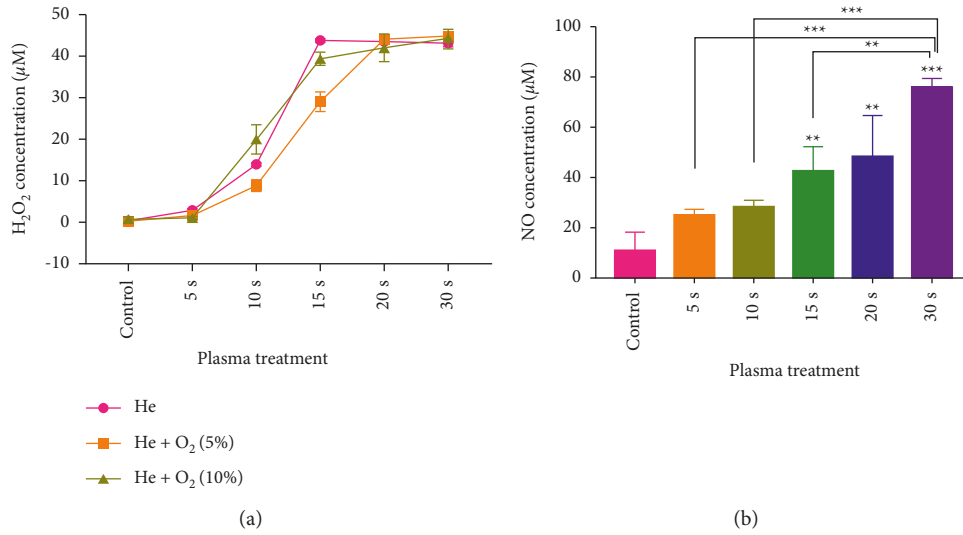 H₂O₂ concentration (μM)
50
40
30
20
10
0
-10
Control
5 s
10 s
15 s
20 s
30 s
Plasma treatment
He
He + O₂ (5%)
He + O₂ (10%)
(a)
NO concentration (μM)
100
80
60
40
20
0
***
***
**
***
**
**
Control
5 s
10 s
15 s
20 s
30 s
Plasma treatment
(b)